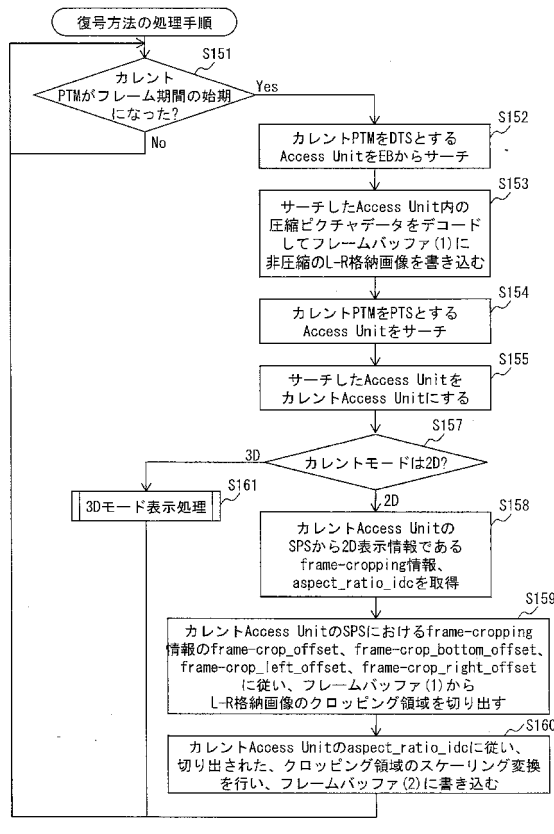 復号方法の処理手順
S151
カレント
PTMがフレーム期間の始期
になった?
Yes
No
S152
カレントPTMをDTSとする
Access UnitをEBからサーチ
S153
サーチしたAccess Unit内の
圧縮ピクチャデータをデコード
してフレームバッファ(1)に
非圧縮のL-R格納画像を書き込む
S154
カレントPTMをPTSとする
Access Unitをサーチ
S155
サーチしたAccess Unitを
カレントAccess Unitにする
S157
3D
カレントモードは2D?
S161
3Dモード表示処理
2D
S158
カレントAccess Unitの
SPSから2D表示情報である
frame-cropping情報、
aspect_ratio_idcを取得
S159
カレントAccess UnitのSPSにおけるframe-cropping
情報のframe-crop_offset、frame-crop_bottom_offset、
frame-crop_left_offset、frame-crop_right_offset
に従い、フレームバッファ(1)から
L-R格納画像のクロッピング領域を切り出す
S160
カレントAccess Unitのaspect_ratio_idcに従い、
切り出された、クロッピング領域のスケーリング変換
を行い、フレームバッファ(2)に書き込む